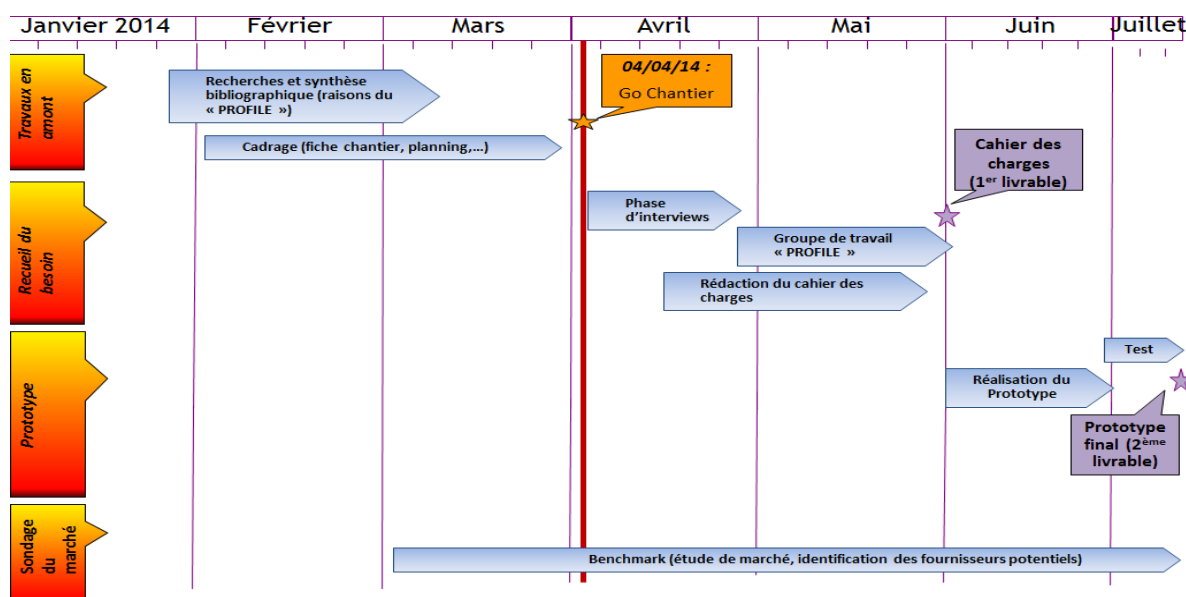 Janvier 2014 Février Mars Avril Mai Juin Juillet
Travaux en
amont
Recherches et synthèse
bibliographique (raisons du
« PROFILE »)
Cadrage (fiche chantier, planning,…)
04/04/14 :
Go Chantier
Recueil du
besoin
Phase
d’interviews
Groupe de travail
« PROFILE »
Rédaction du cahier des
charges
Cahier des
charges
(1er livrable)
Prototype
Test
Réalisation du
Prototype
Prototype
final (2ème
livrable)
Sondage
du
marché
Benchmark (étude de marché, identification des fournisseurs potentiels)